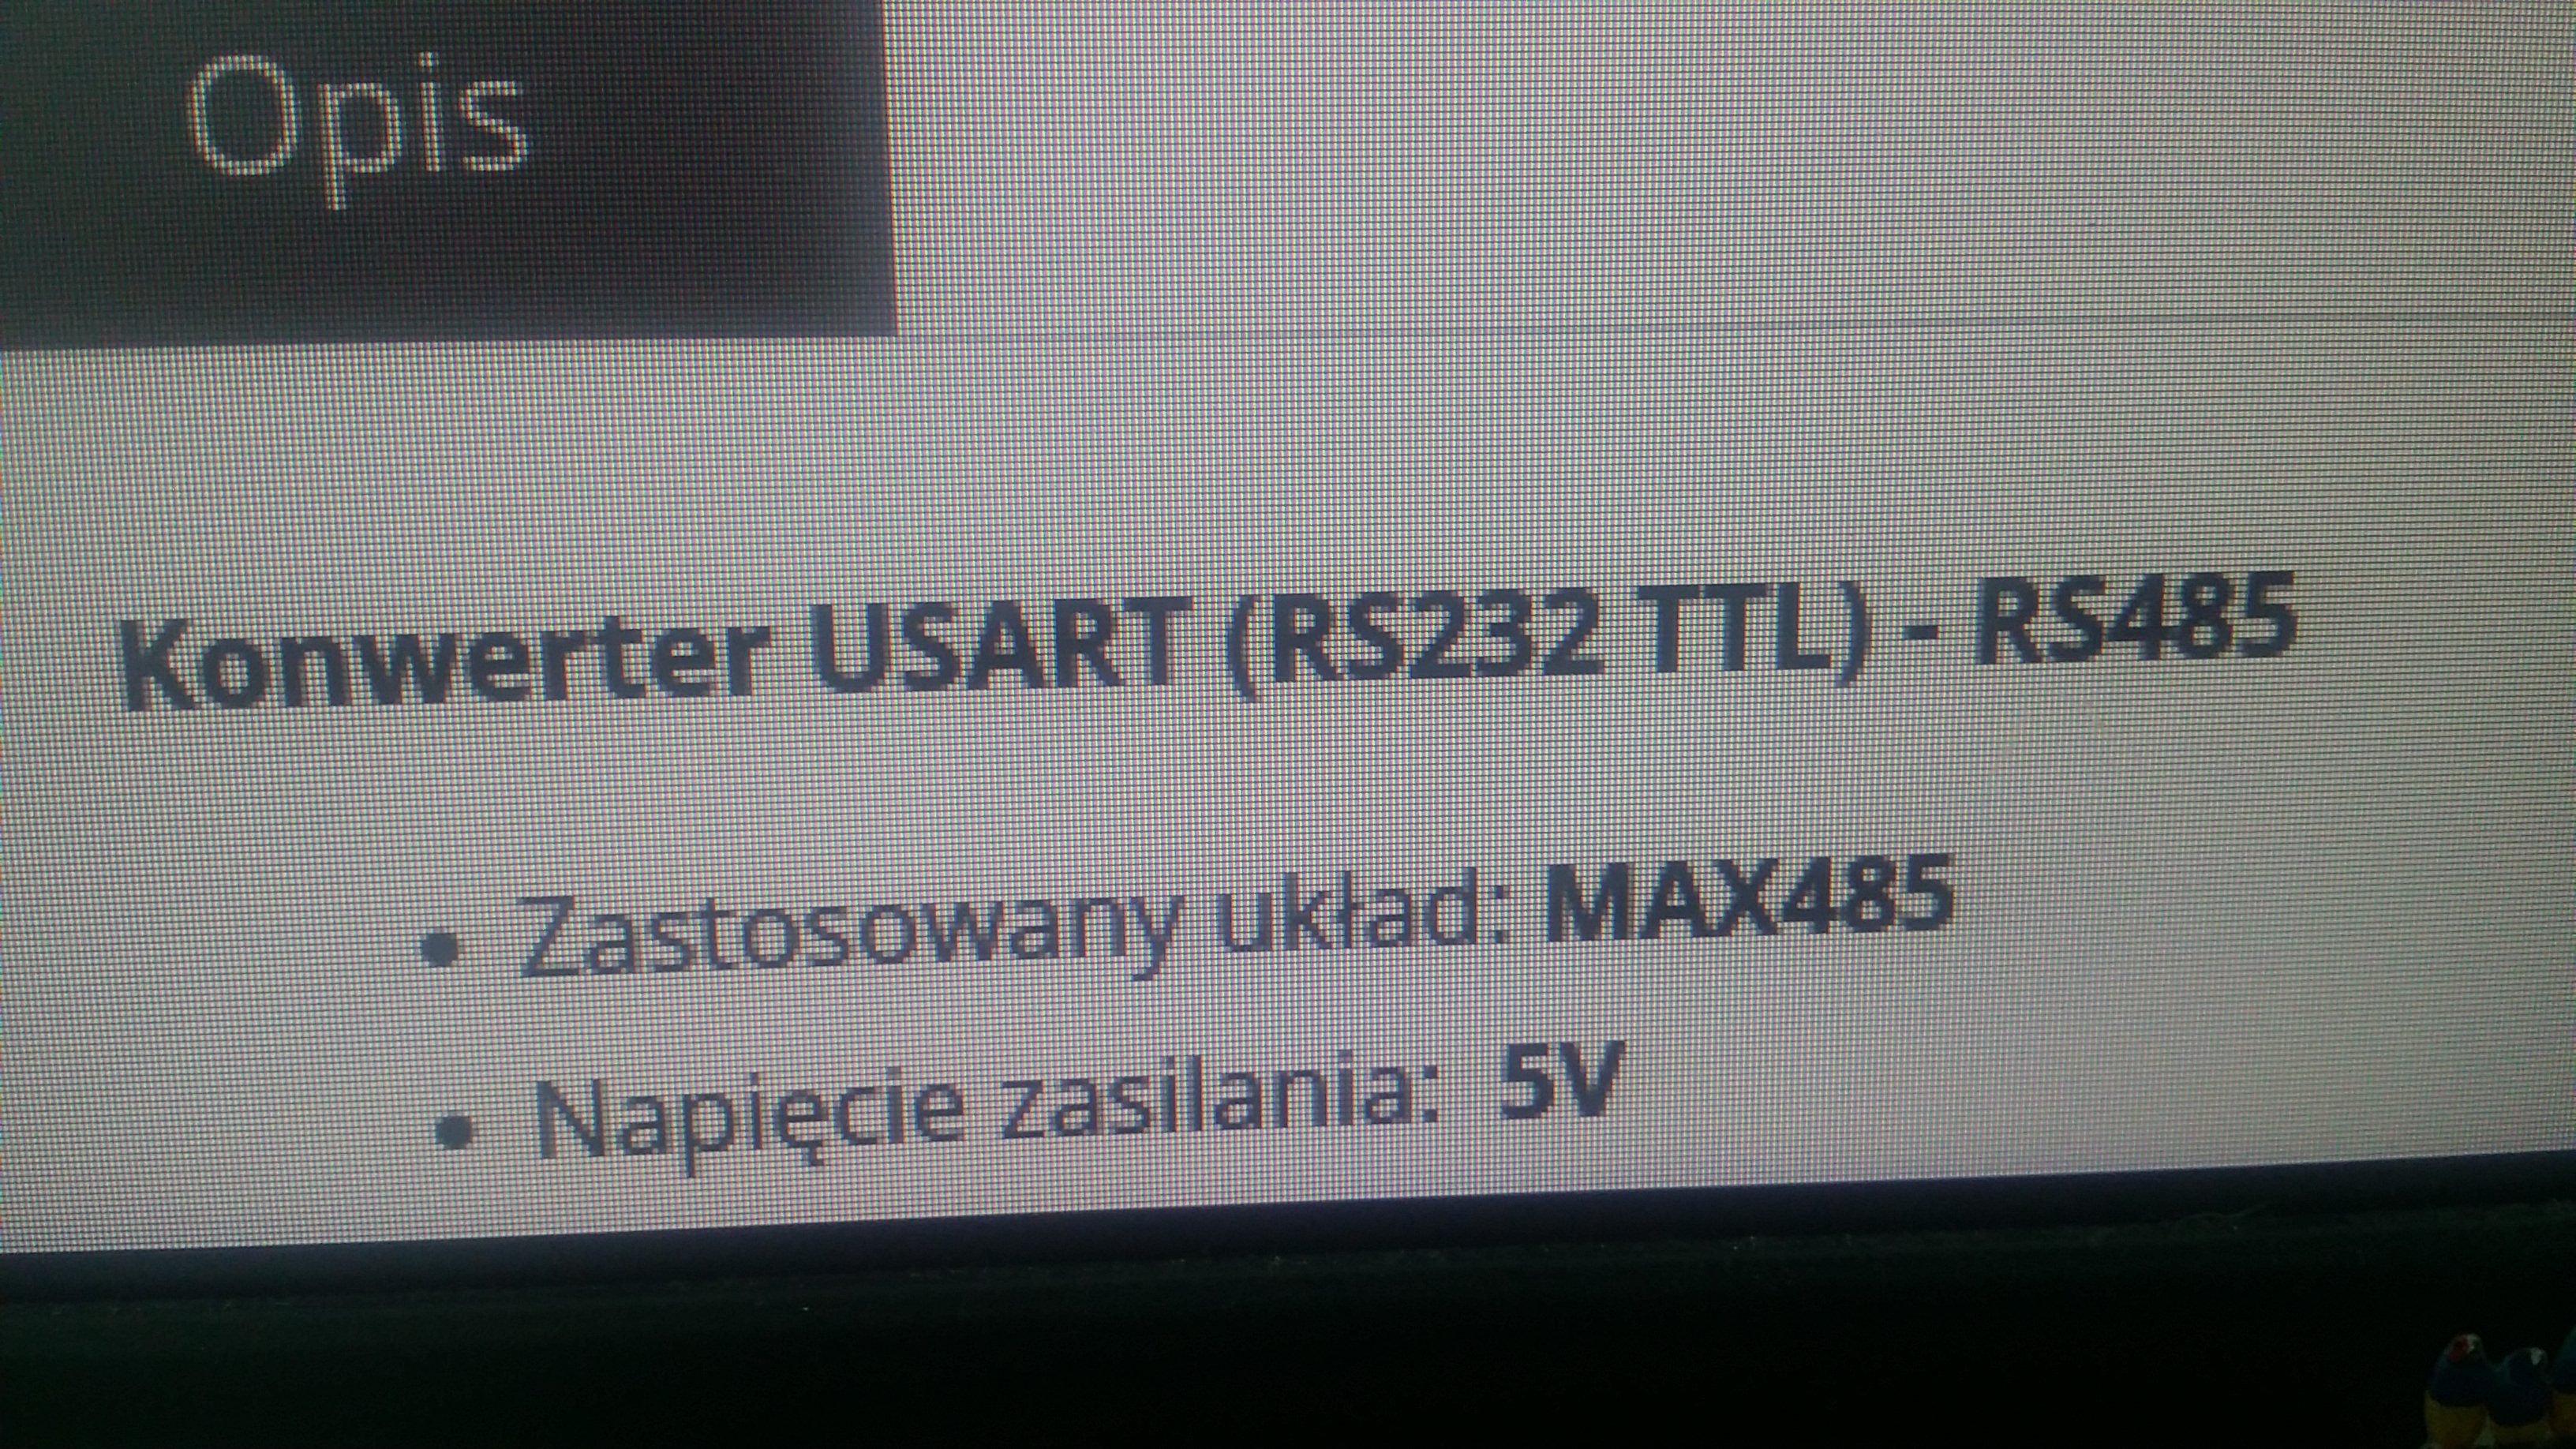 Opis
Konwerter USART (RS232 TTL) - RS485
• Zastosowany układ: MAX485
• Napięcie zasilania: 5V